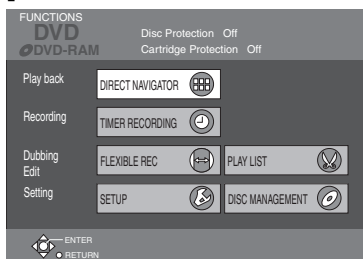 FUNCTIONS
DVD
DVD-RAM
Disc Protection Off
Cartridge Protection Off
Play back
DIRECT NAVIGATOR
Recording
TIMER RECORDING
Dubbing
Edit
FLEXIBLE REC
PLAY LIST
Setting
SETUP
DISC MANAGEMENT
ENTER
RETURN